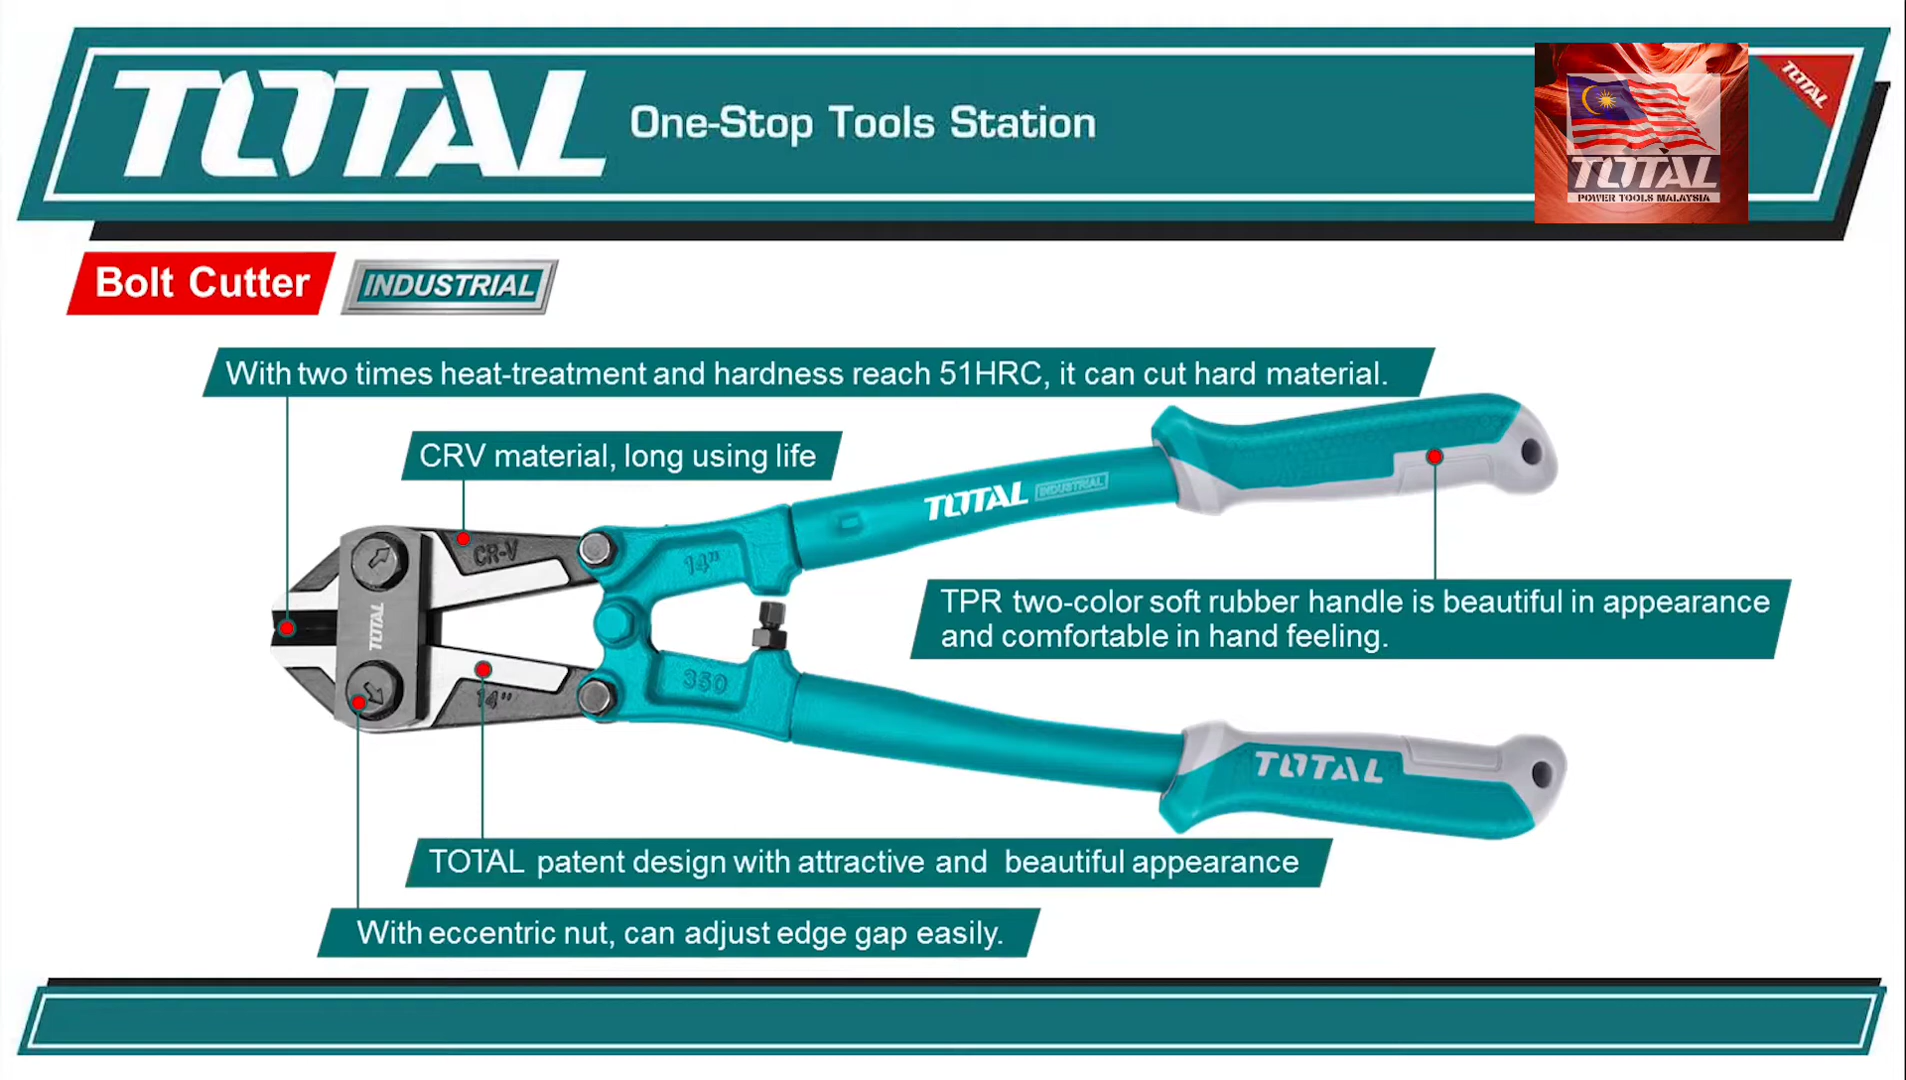 TOTAL
One-Stop Tools Station
TOTAL
TOTAL
POWER TOOLS MALAYSIA
Bolt Cutter
INDUSTRIAL
With two times heat-treatment and hardness reach 51HRC, it can cut hard material.
CRV material, long using life
TOTAL INDUSTRIAL
CR-V
14"
TOTAL
TPR two-color soft rubber handle is beautiful in appearance
and comfortable in hand feeling.
350
14"
TOTAL
TOTAL patent design with attractive and beautiful appearance
With eccentric nut, can adjust edge gap easily.